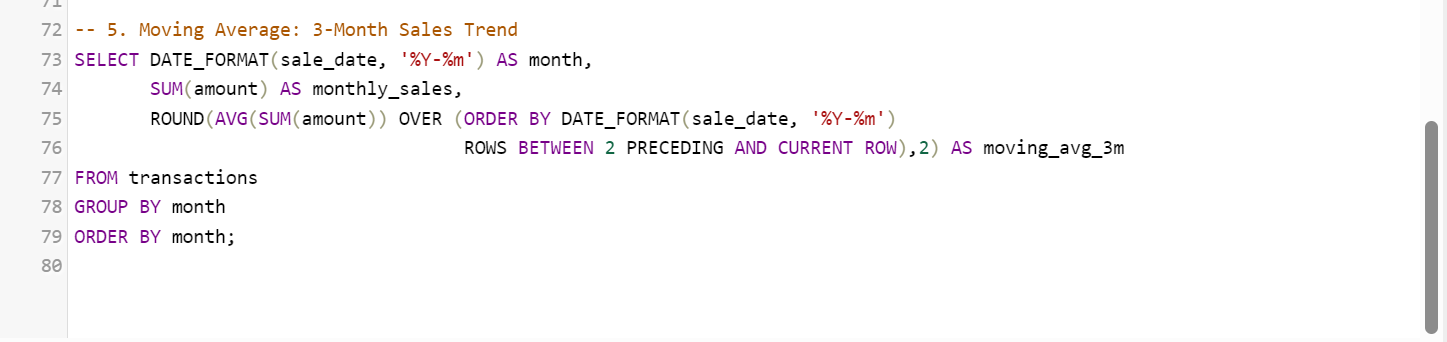 72 -- 5. Moving Average: 3-Month Sales Trend
73 SELECT DATE_FORMAT(sale_date, '%Y-%m') AS month,
74        SUM(amount) AS monthly_sales,
75        ROUND(AVG(SUM(amount)) OVER (ORDER BY DATE_FORMAT(sale_date, '%Y-%m')
76                                     ROWS BETWEEN 2 PRECEDING AND CURRENT ROW),2) AS moving_avg_3m
77 FROM transactions
78 GROUP BY month
79 ORDER BY month;
80